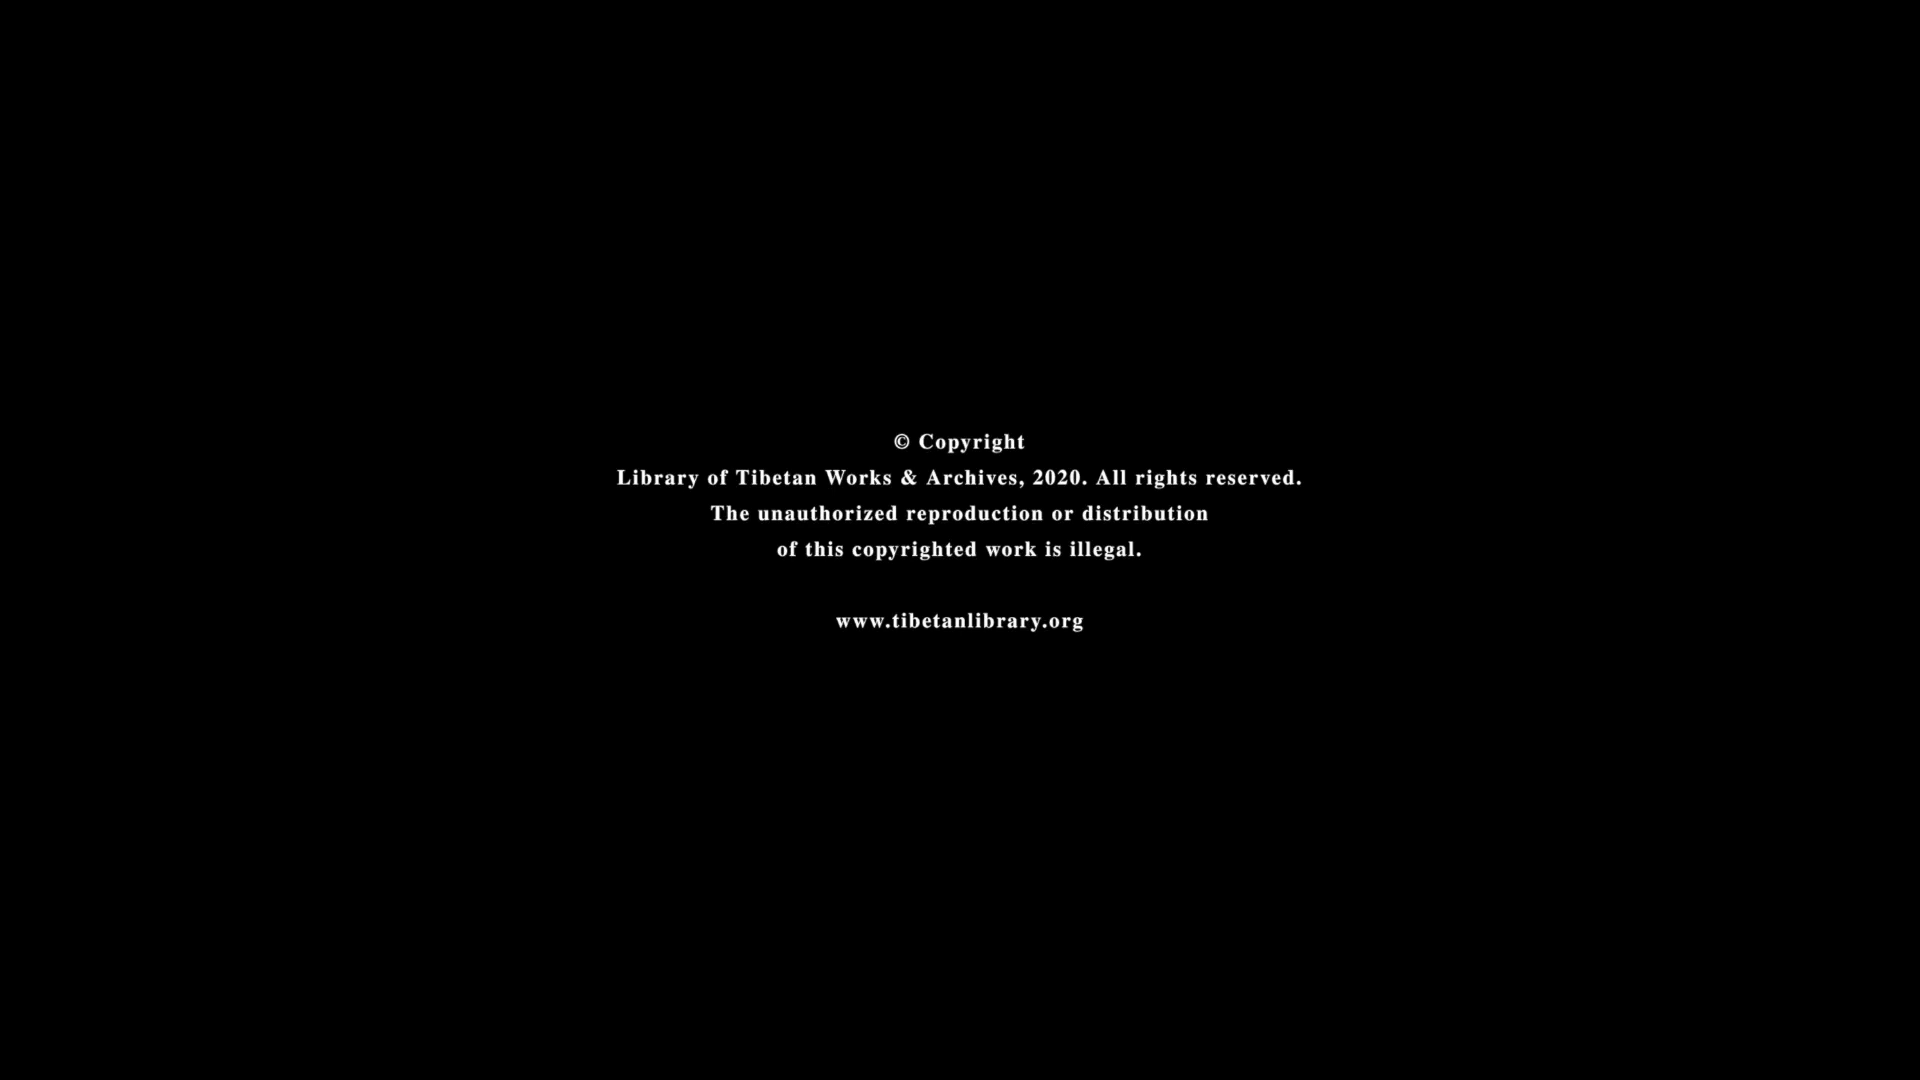 © Copyright
Library of Tibetan Works & Archives, 2020. All rights reserved.
The unauthorized reproduction or distribution
of this copyrighted work is illegal.
www.tibetanlibrary.org